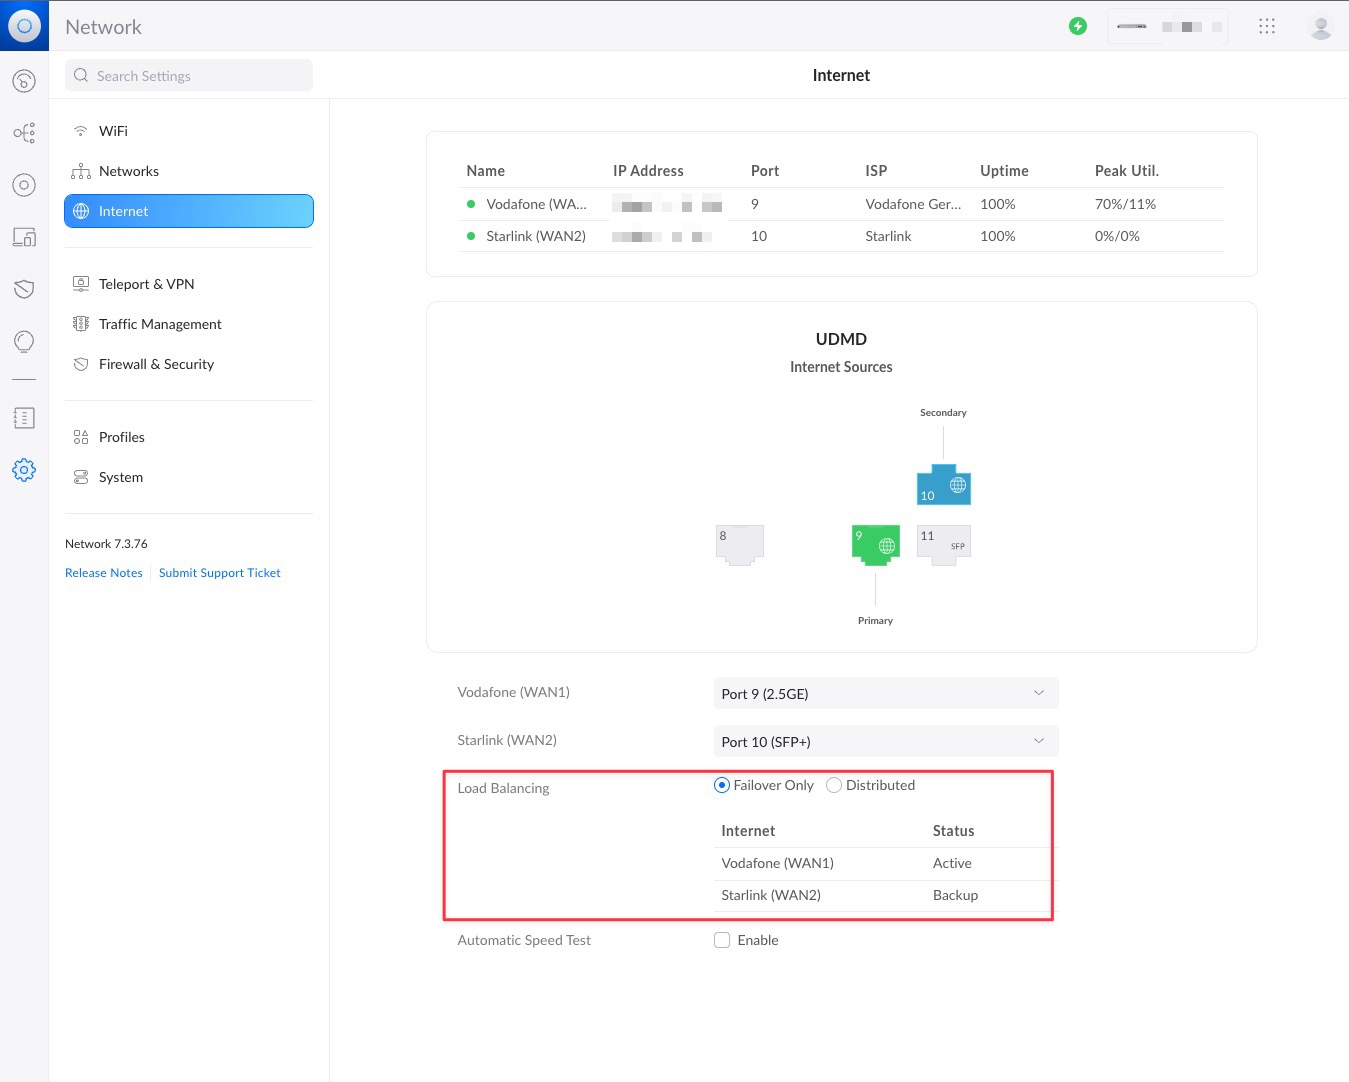 Network
Search Settings
Internet
WiFi
Networks
Internet
Teleport & VPN
Traffic Management
Firewall & Security
Profiles
System
Network 7.3.76
Release Notes Submit Support Ticket
Name IP Address Port ISP Uptime Peak Util.
Vodafone (WA... 9 Vodafone Ger... 100% 70%/11%
Starlink (WAN2) 10 Starlink 100% 0%/0%
UDMD
Internet Sources
Secondary
10
8 9 11
SFP
Primary
Vodafone (WAN1) Port 9 (2.5GE)
Starlink (WAN2) Port 10 (SFP+)
Load Balancing Failover Only Distributed
Internet Status
Vodafone (WAN1) Active
Starlink (WAN2) Backup
Automatic Speed Test Enable